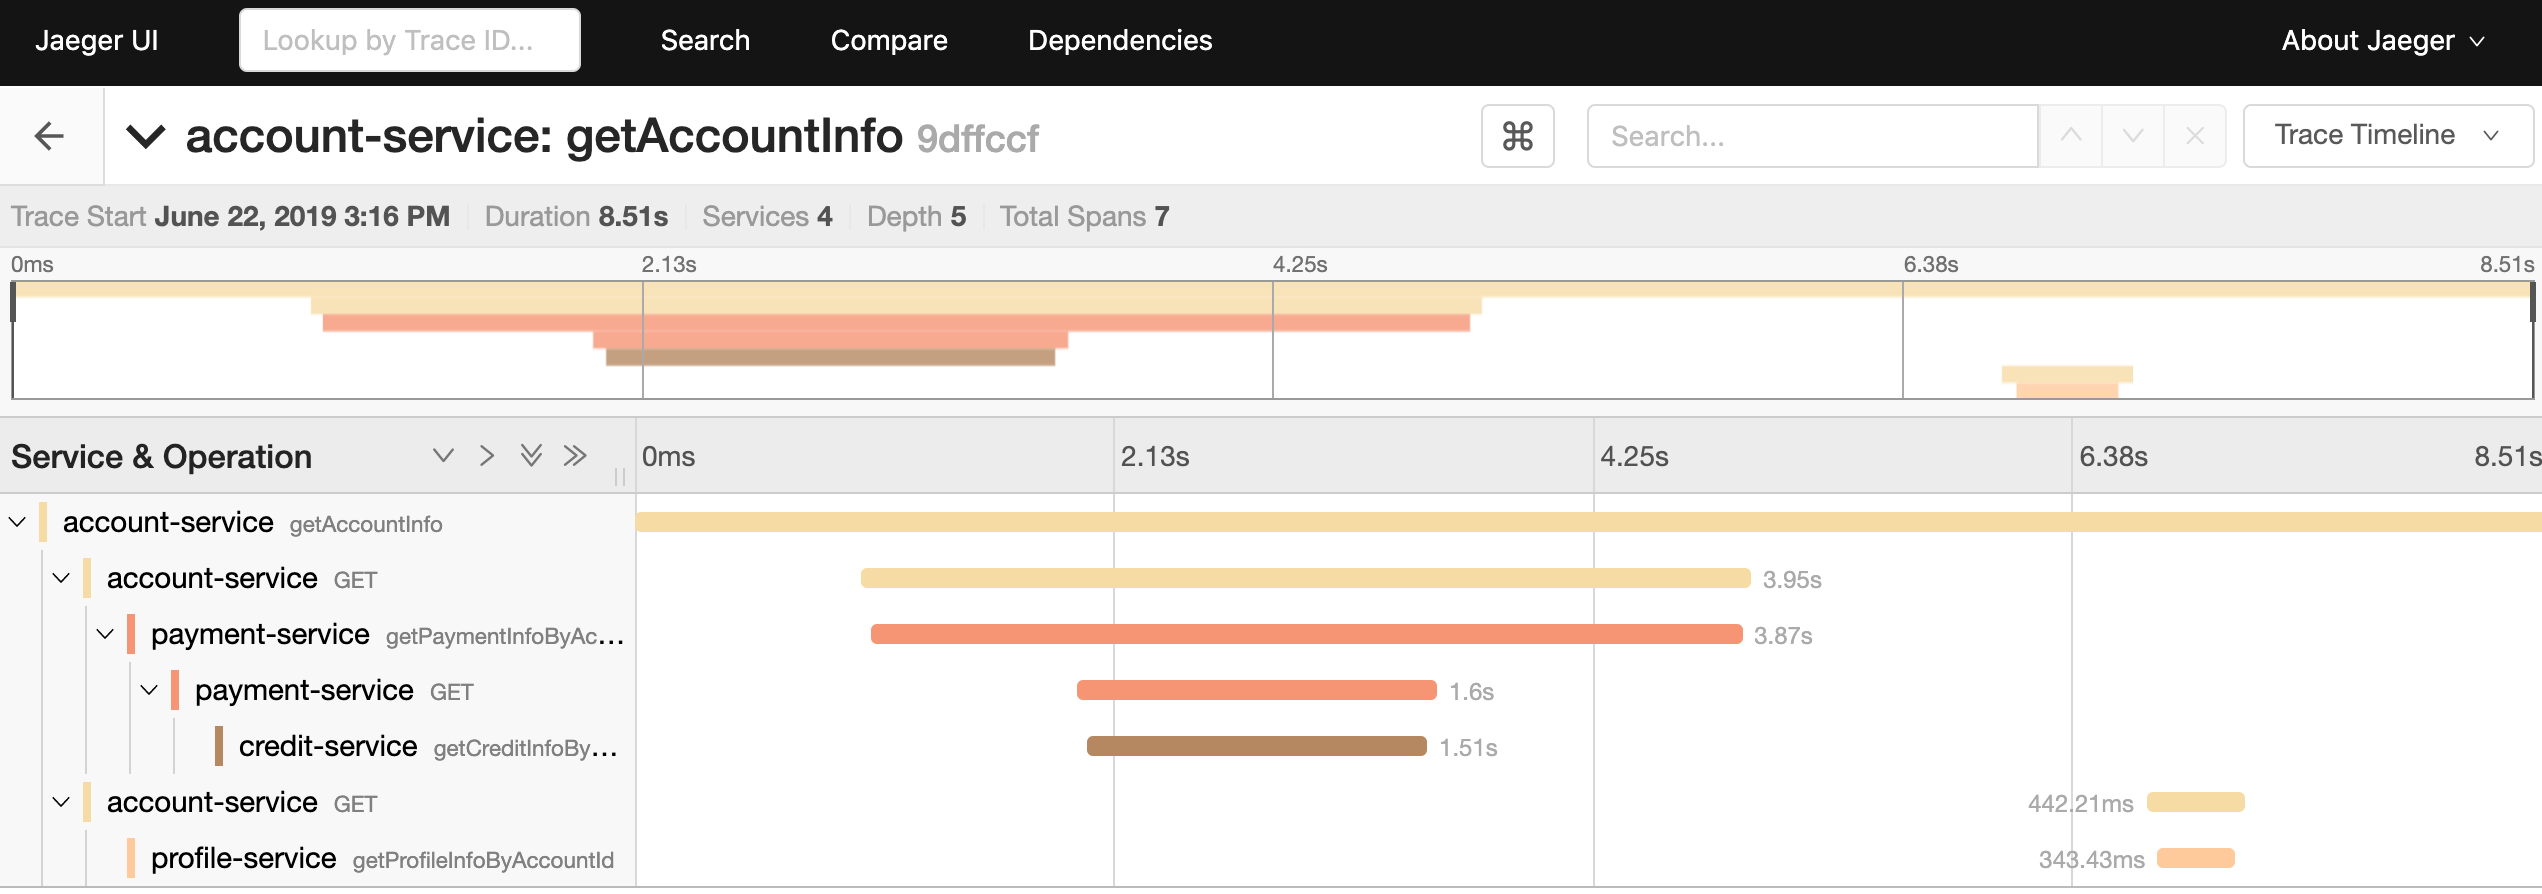 Jaeger UI Lookup by Trace ID... Search Compare Dependencies About Jaeger
account-service: getAccountInfo 9dffccf Search... Trace Timeline
Trace Start June 22, 2019 3:16 PM Duration 8.51s Services 4 Depth 5 Total Spans 7
0ms 2.13s 4.25s 6.38s 8.51s
Service & Operation 0ms 2.13s 4.25s 6.38s 8.51s
account-service getAccountInfo
account-service GET 3.95s
payment-service getPaymentInfoByAc... 3.87s
payment-service GET 1.6s
credit-service getCreditInfoBy... 1.51s
account-service GET 442.21ms
profile-service getProfileInfoByAccountId 343.43ms